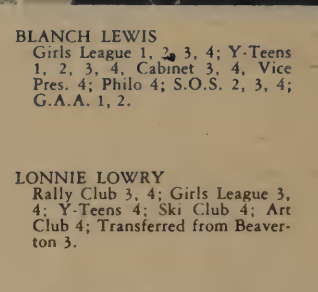 BLANCH LEWIS
Girls League 1, 2, 3, 4; Y-Teens
1, 2, 3, 4, Cabinet 3, 4, Vice
Pres. 4; Philo 4; S.O.S. 2, 3, 4;
G.A.A. 1, 2.
LONNIE LOWRY
Rally Club 3, 4; Girls League 3,
4; Y-Teens 4; Ski Club 4; Art
Club 4; Transferred from Beaver-
ton 3.